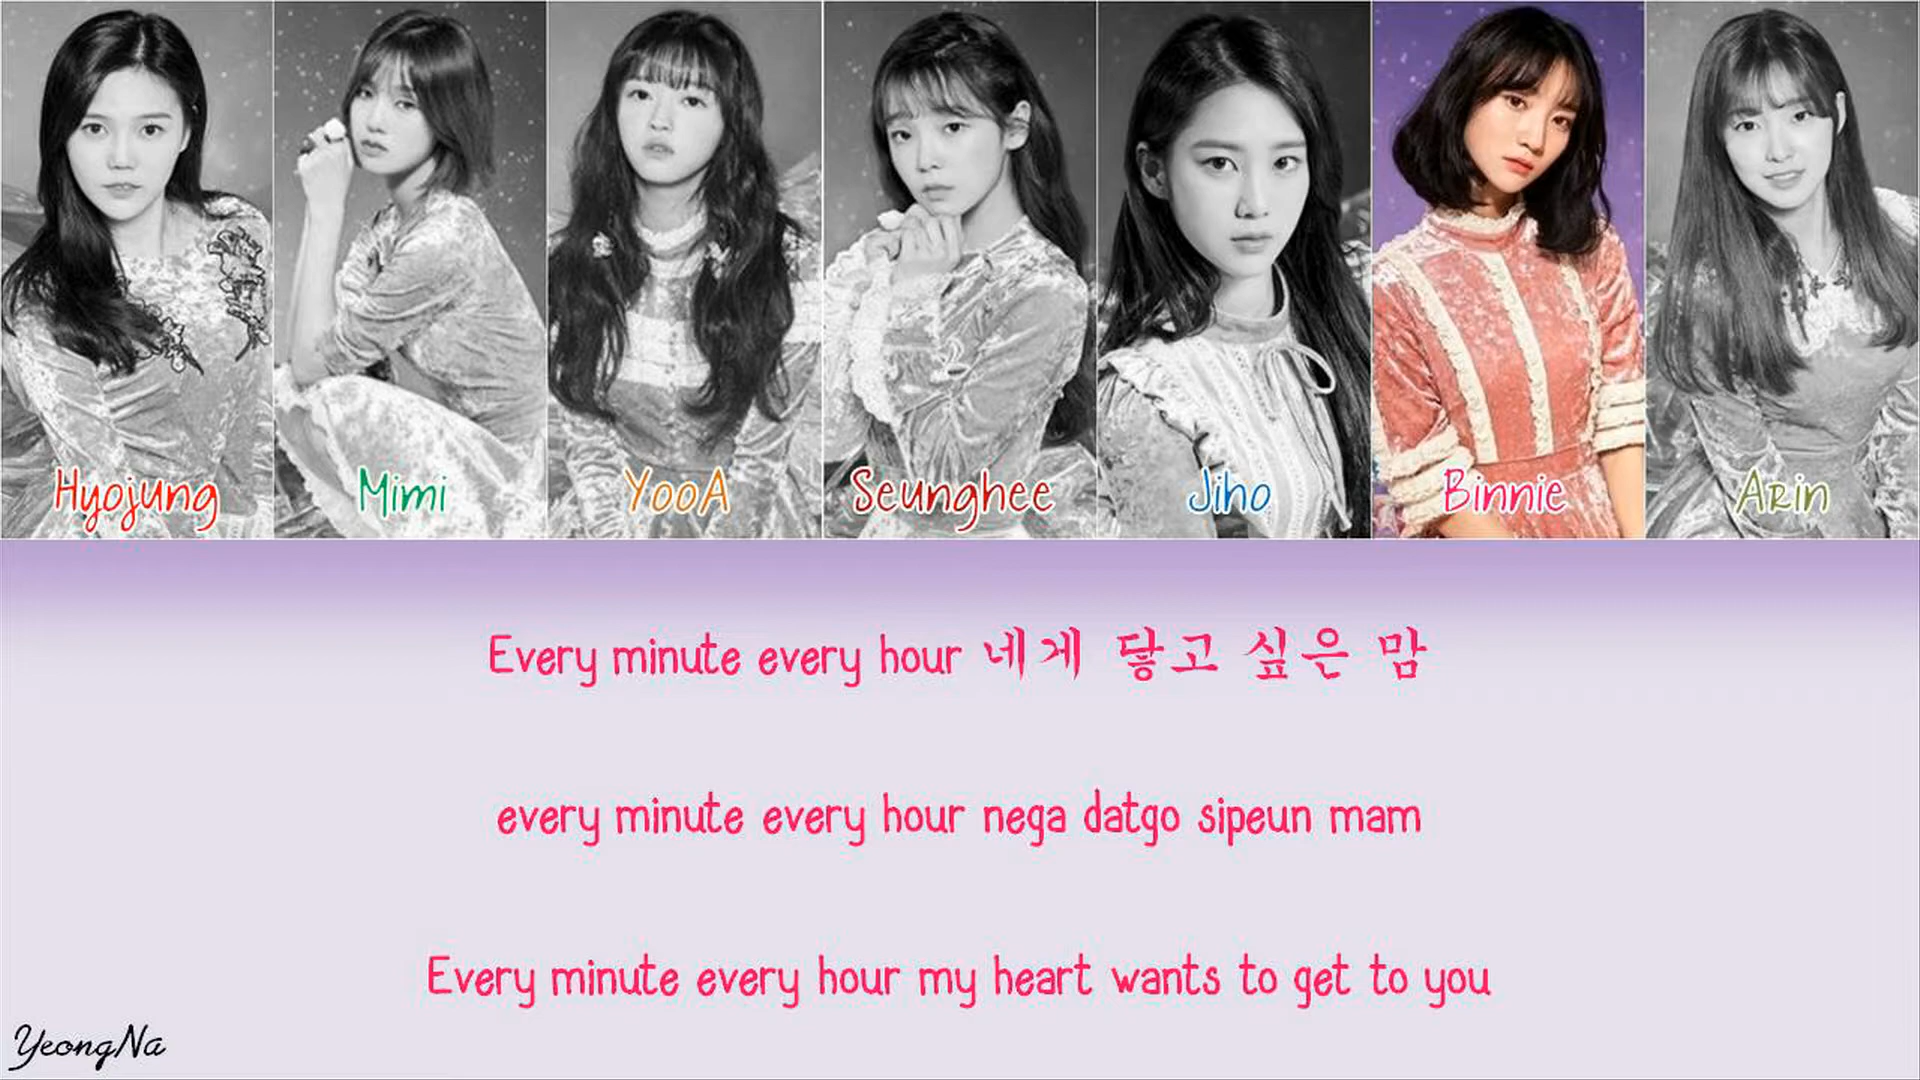 Hyojung Mimi YooA Seunghee Jiho Binnie Arin
Every minute every hour 네게 닿고 싶은 맘
every minute every hour nega datgo sipeun mam
Every minute every hour my heart wants to get to you
YeongNa